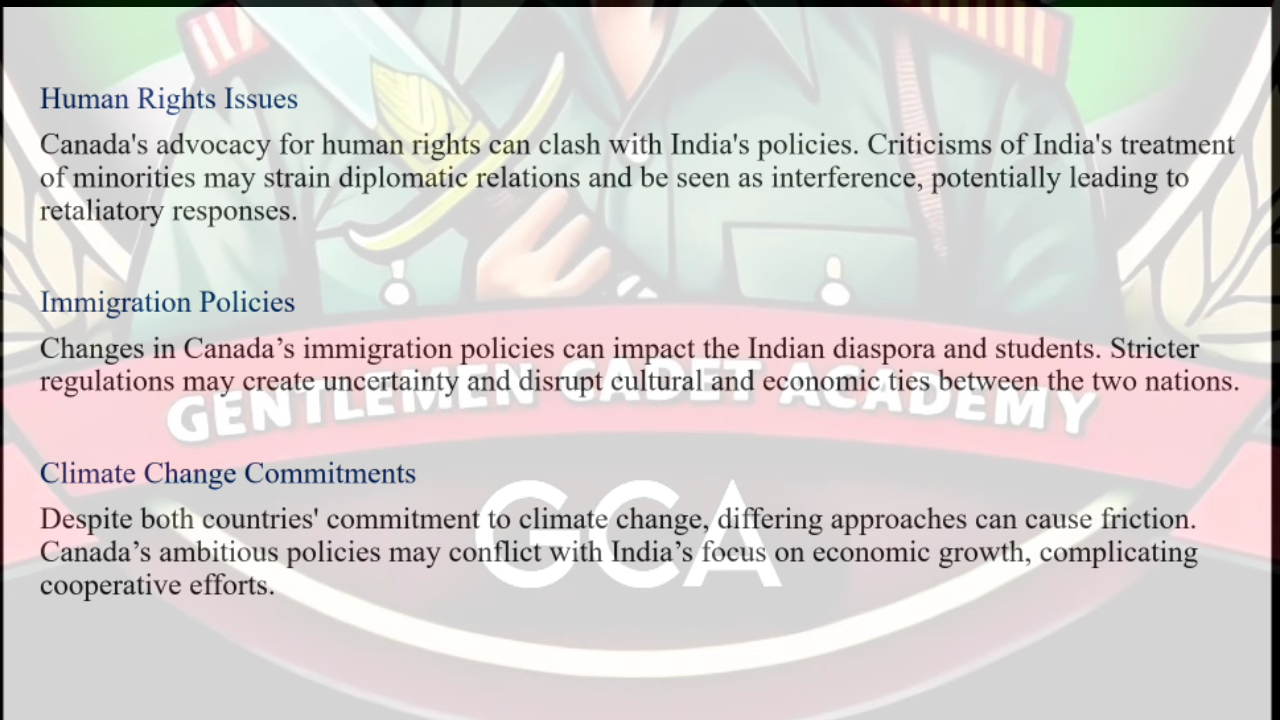 Human Rights Issues
Canada's advocacy for human rights can clash with India's policies. Criticisms of India's treatment
of minorities may strain diplomatic relations and be seen as interference, potentially leading to
retaliatory responses.
Immigration Policies
Changes in Canada’s immigration policies can impact the Indian diaspora and students. Stricter
regulations may create uncertainty and disrupt cultural and economic ties between the two nations.
GENTLEMEN CADET ACADEMY
Climate Change Commitments
GCA
Despite both countries' commitment to climate change, differing approaches can cause friction.
Canada’s ambitious policies may conflict with India’s focus on economic growth, complicating
cooperative efforts.